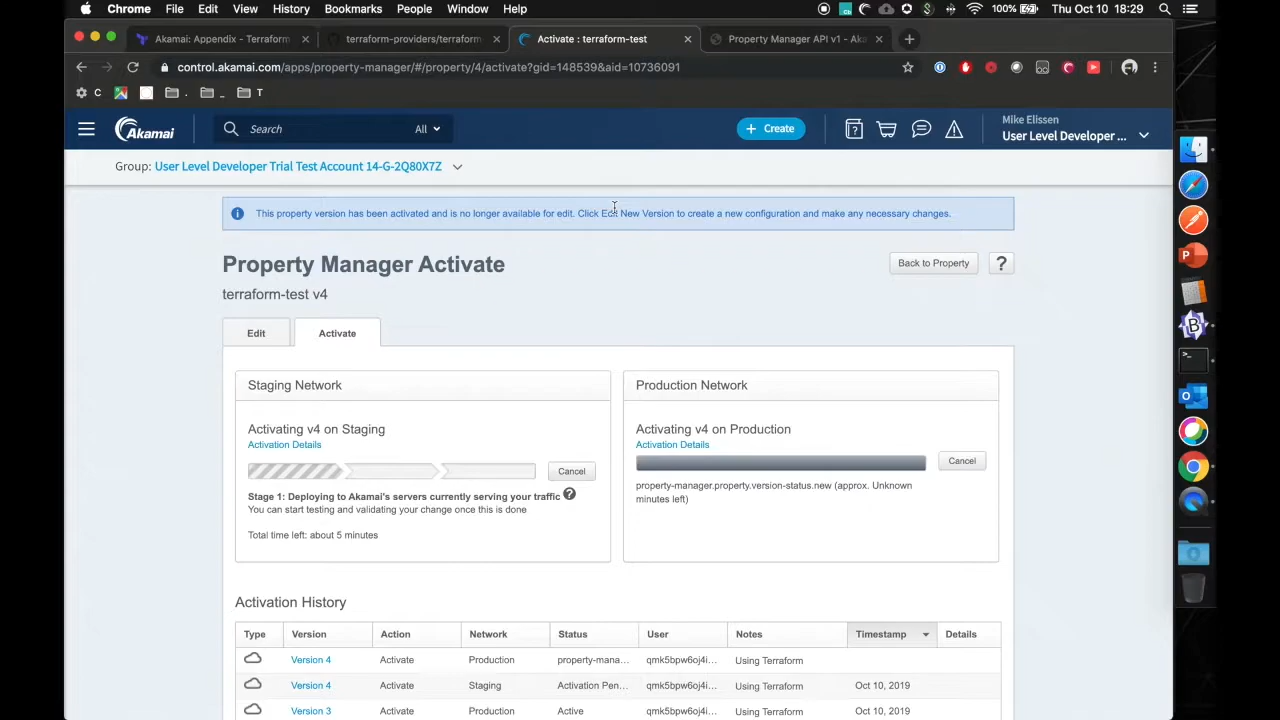 Chrome File Edit View History Bookmarks People Window Help 100% Thu Oct 10 18:29
Akamai: Appendix - Terraform
terraform-providers/terraform
Activate : terraform-test
Property Manager API v1 - Aka
control.akamai.com/apps/property-manager/#/property/4/activate?gid=148539&aid=10736091
C . _ T
Akamai
Search
All
+ Create
Mike Elissen
User Level Developer ...
Group: User Level Developer Trial Test Account 14-G-2Q80X7Z
This property version has been activated and is no longer available for edit. Click Edit New Version to create a new configuration and make any necessary changes.
Property Manager Activate
Back to Property
?
terraform-test v4
Edit
Activate
Staging Network
Activating v4 on Staging
Activation Details
Cancel
Stage 1: Deploying to Akamai's servers currently serving your traffic ?
You can start testing and validating your change once this is done
Total time left: about 5 minutes
Production Network
Activating v4 on Production
Activation Details
Cancel
property-manager.property.version-status.new (approx. Unknown
minutes left)
Activation History
Type Version Action Network Status User Notes Timestamp Details
Version 4 Activate Production property-mana... qmk5bpw6oj4i... Using Terraform
Version 4 Activate Staging Activation Pen... qmk5bpw6oj4i... Using Terraform Oct 10, 2019
Version 3 Activate Production Active qmk5bpw6oj4i... Using Terraform Oct 10, 2019